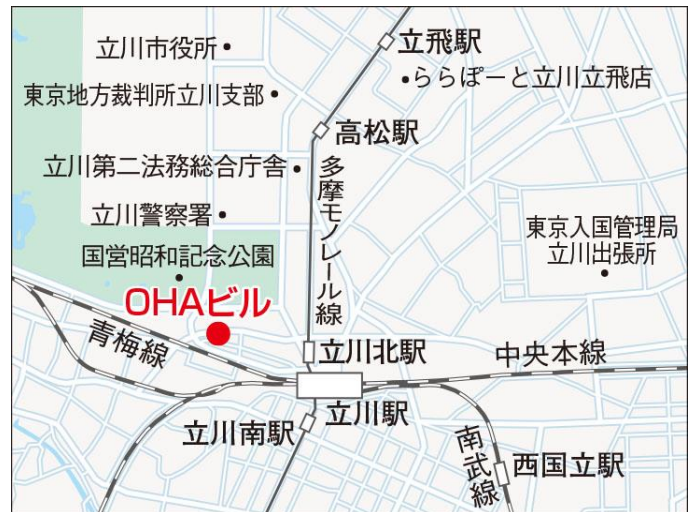 立川市役所
立飛駅
ららぽーと立川立飛店
東京地方裁判所立川支部
高松駅
立川第二法務総合庁舎
多摩モノレール線
立川警察署
東京入国管理局
立川出張所
国営昭和記念公園
OHAビル
青梅線
立川北駅
中央本線
立川南駅
立川駅
南武線
西国立駅